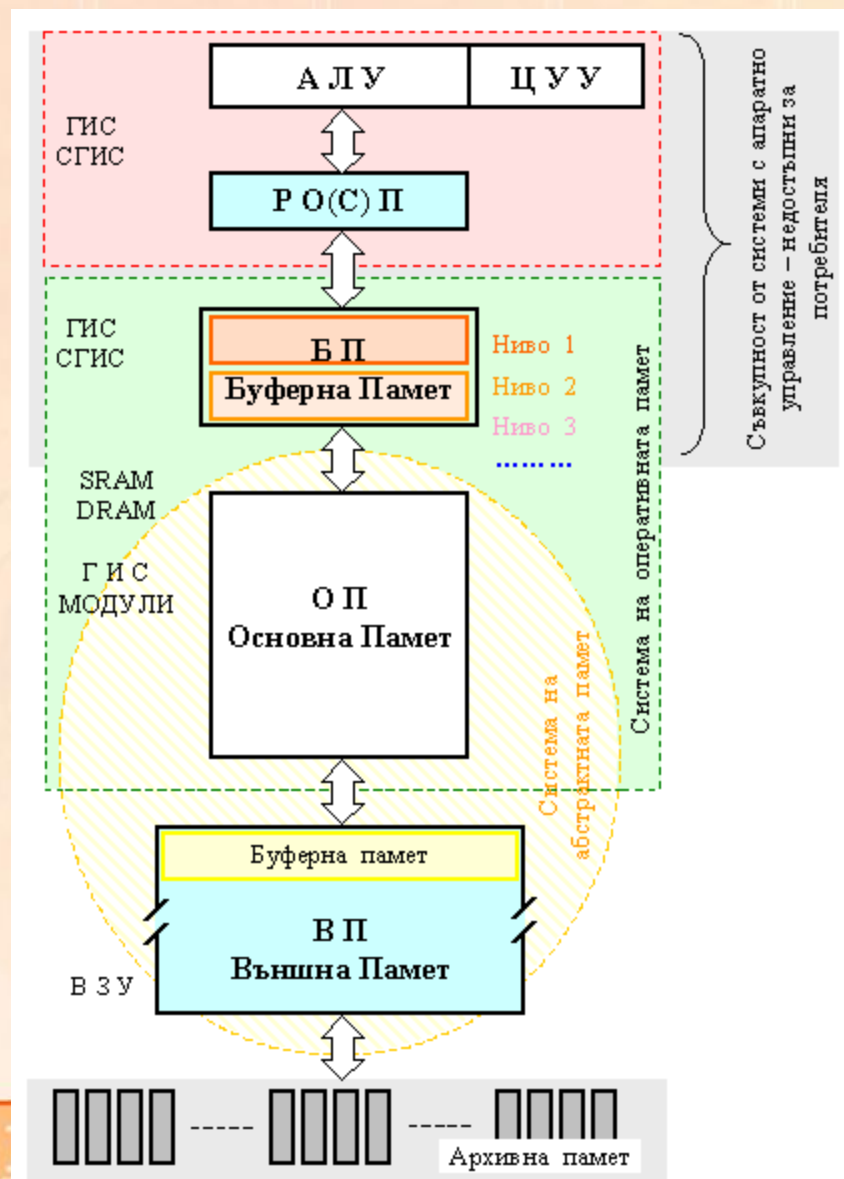 А Л У
Ц У У
ГИС
СГИС
Р О(С) П
ГИС
СГИС
Б П
Буферна Памет
Ниво 1
Ниво 2
Ниво 3
………
SRAM
DRAM
Г И С
МОДУЛИ
О П
Основна Памет
Съвкупност от системи с апаратно
управление – недостъпни за
потребителя
Система на оперативната памет
Система на
абстрактната памет
Буферна памет
В П
Външна Памет
В З У
Архивна памет